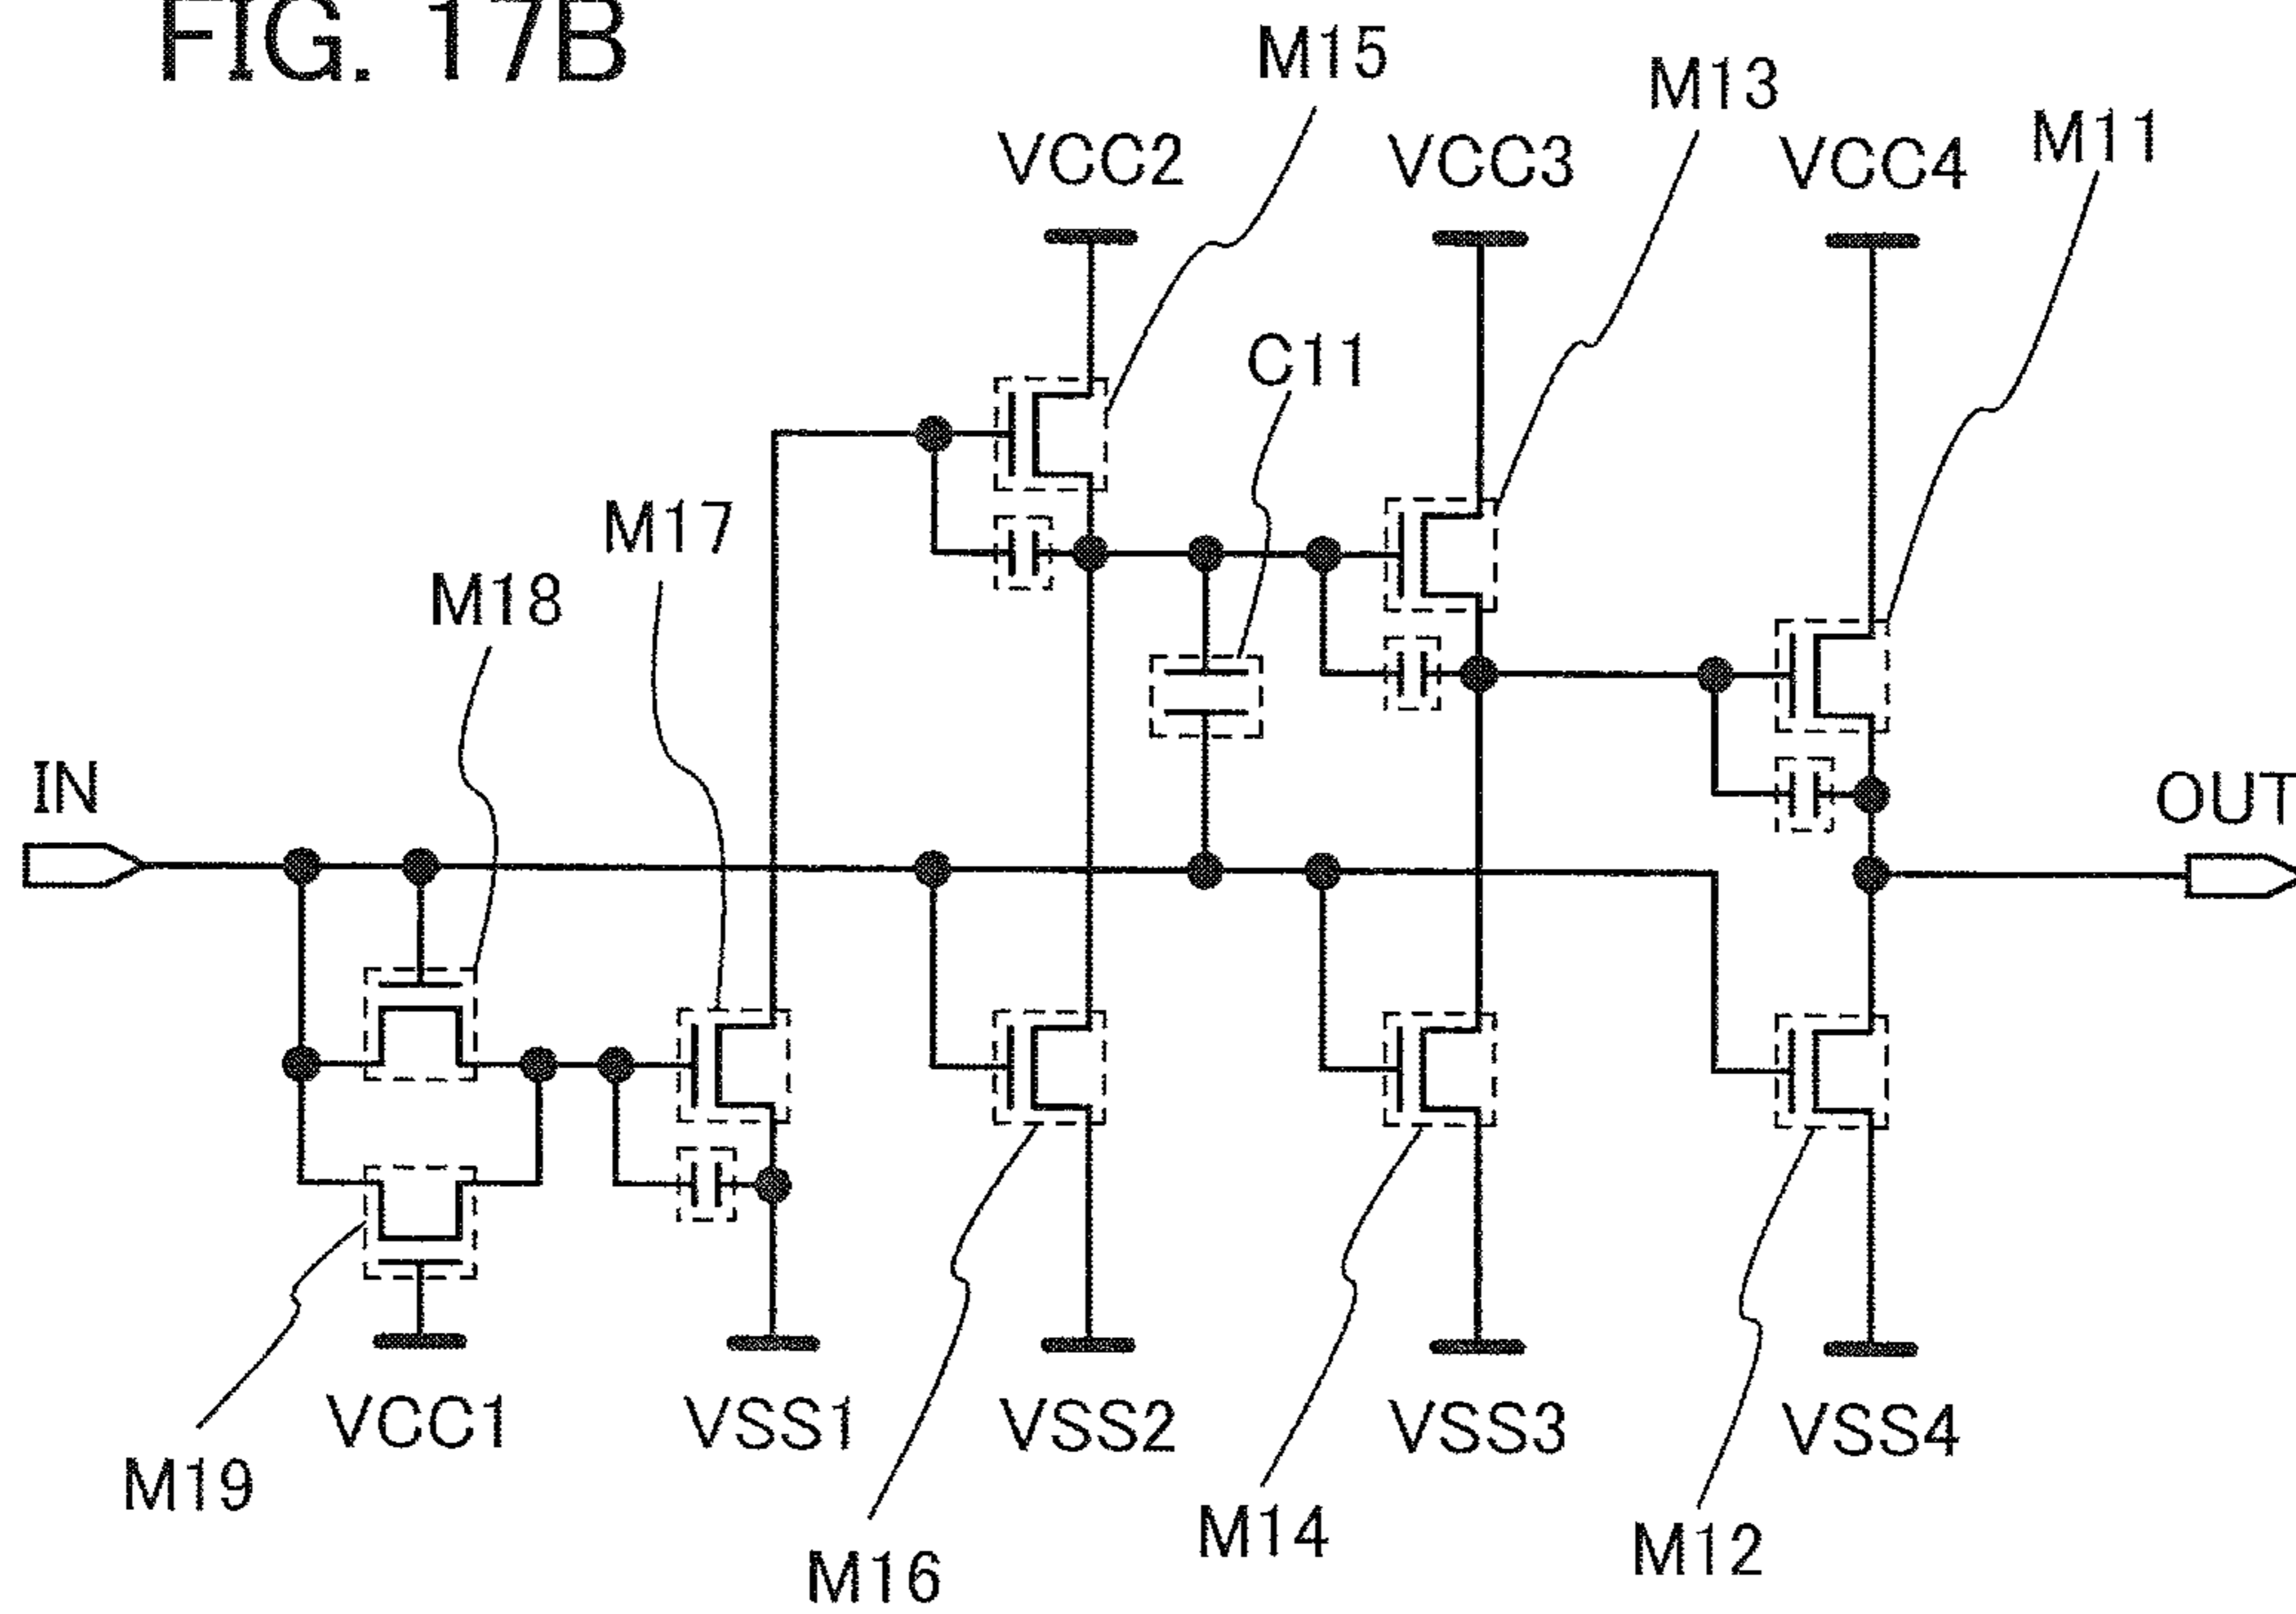 FIG. 17B
M15
M13
M11
VCC2
VCC3
VCC4
C11
M17
M18
IN
OUT
VCC1
VSS1
VSS2
VSS3
VSS4
M19
M16
M14
M12